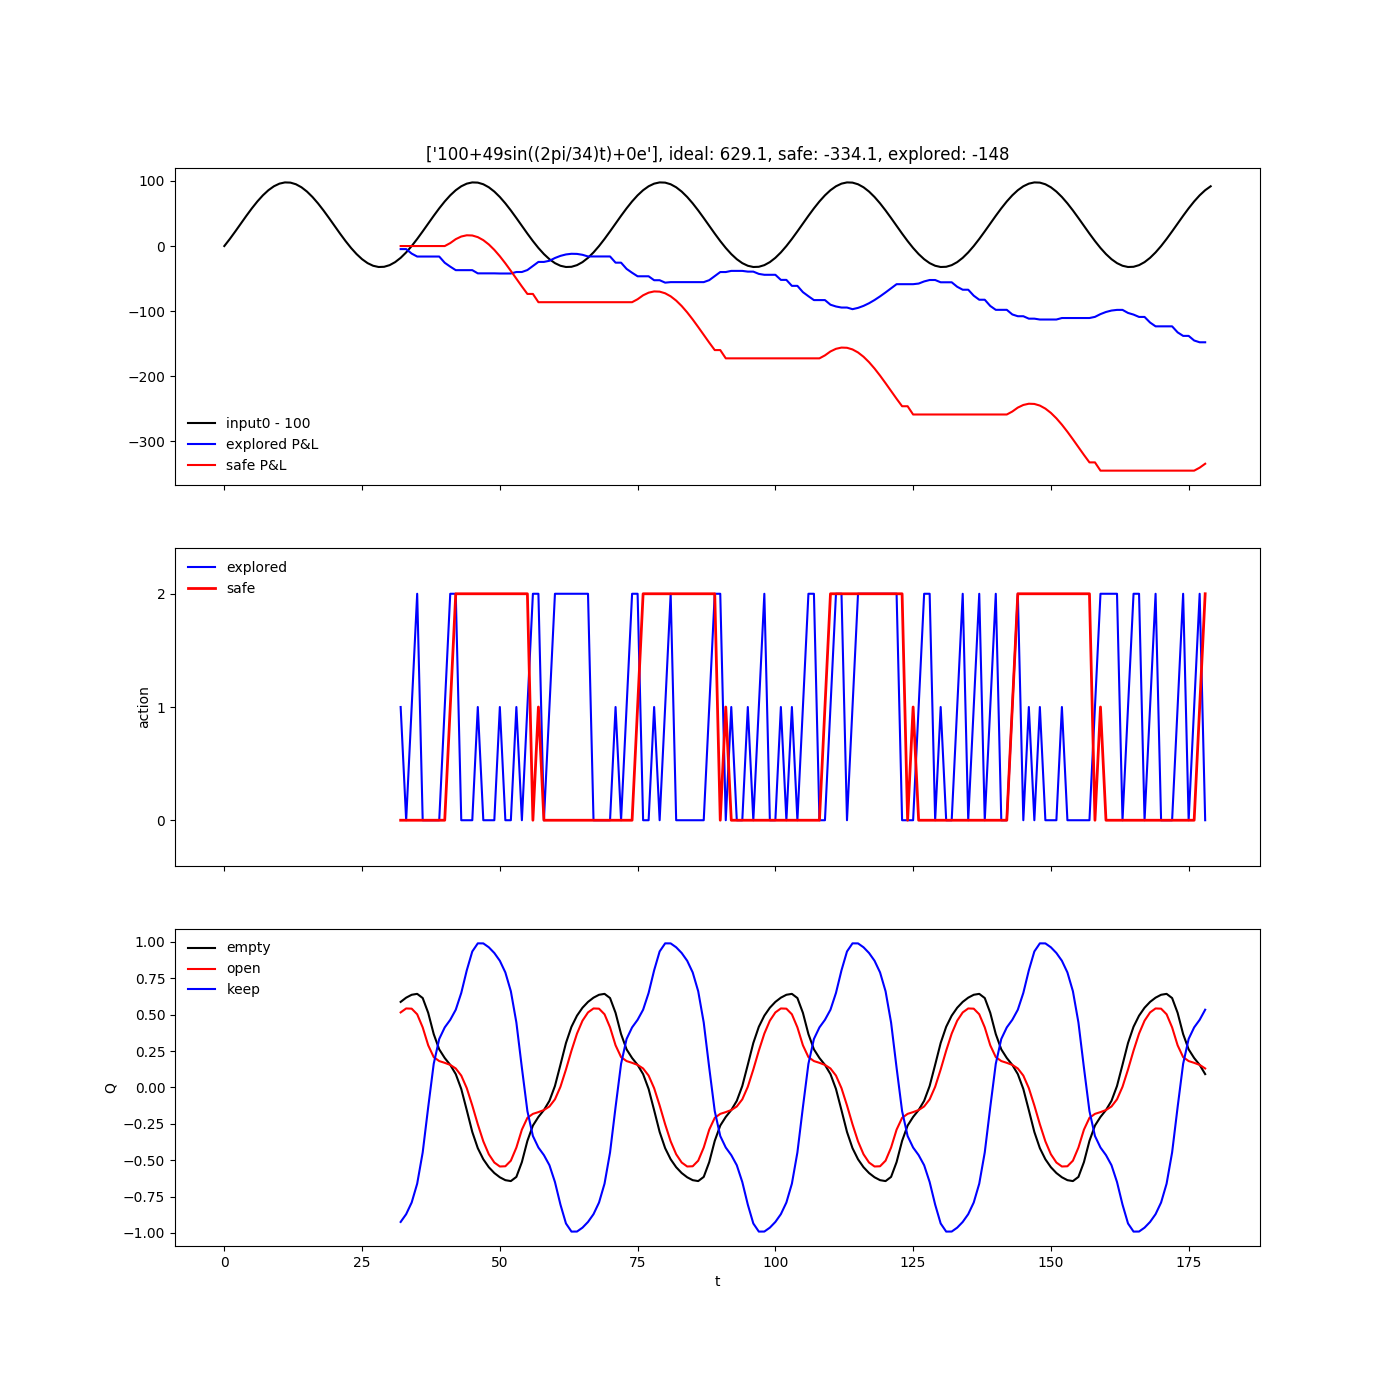 ['100+49sin((2pi/34)t)+0e'], ideal: 629.1, safe: -334.1, explored: -148
100
0
−100
−200
−300
input0 - 100
explored P&L
safe P&L
explored
safe
2
1
0
action
empty
open
keep
1.00
0.75
0.50
0.25
0.00
−0.25
−0.50
−0.75
−1.00
Q
0 25 50 75 100 125 150 175
t